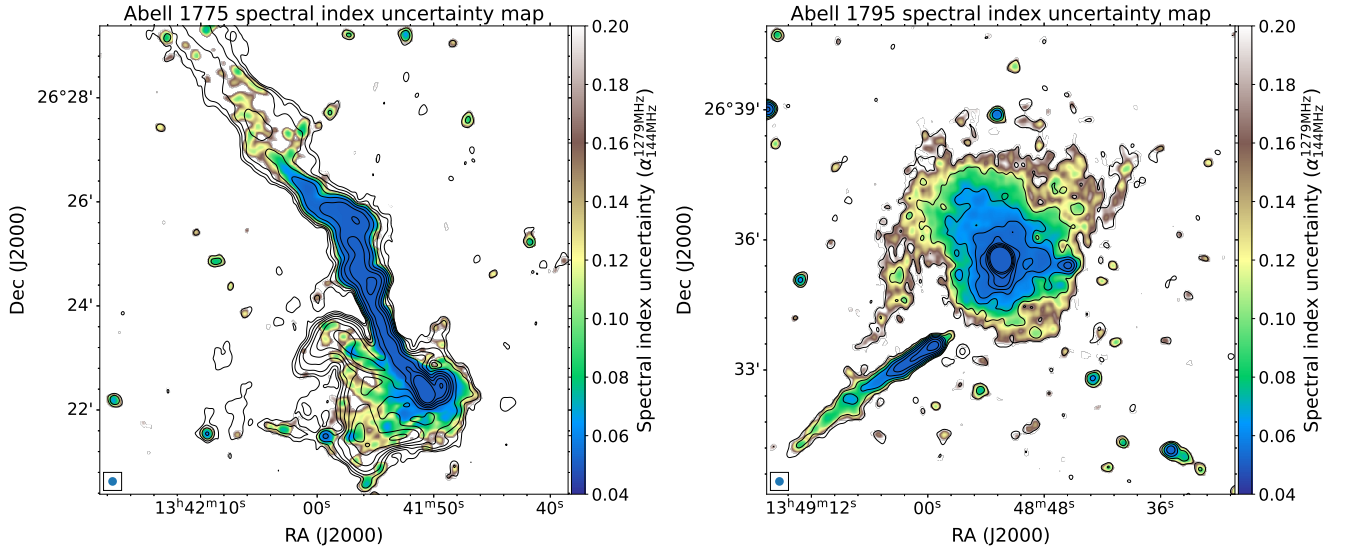 Abell 1775 spectral index uncertainty map
Dec (J2000)
26°28'
26'
24'
22'
13ʰ42ᵐ10ˢ
00ˢ
41ᵐ50ˢ
40ˢ
RA (J2000)
0.20
0.18
0.16
0.14
0.12
0.10
0.08
0.06
0.04
Spectral index uncertainty (α¹²⁷⁹ᴹᴴᶻ₁₄₄MHz)
Abell 1795 spectral index uncertainty map
Dec (J2000)
26°39'
36'
33'
13ʰ49ᵐ12ˢ
00ˢ
48ᵐ48ˢ
36ˢ
RA (J2000)
0.20
0.18
0.16
0.14
0.12
0.10
0.08
0.06
0.04
Spectral index uncertainty (α¹²⁷⁹ᴹᴴᶻ₁₄₄MHz)